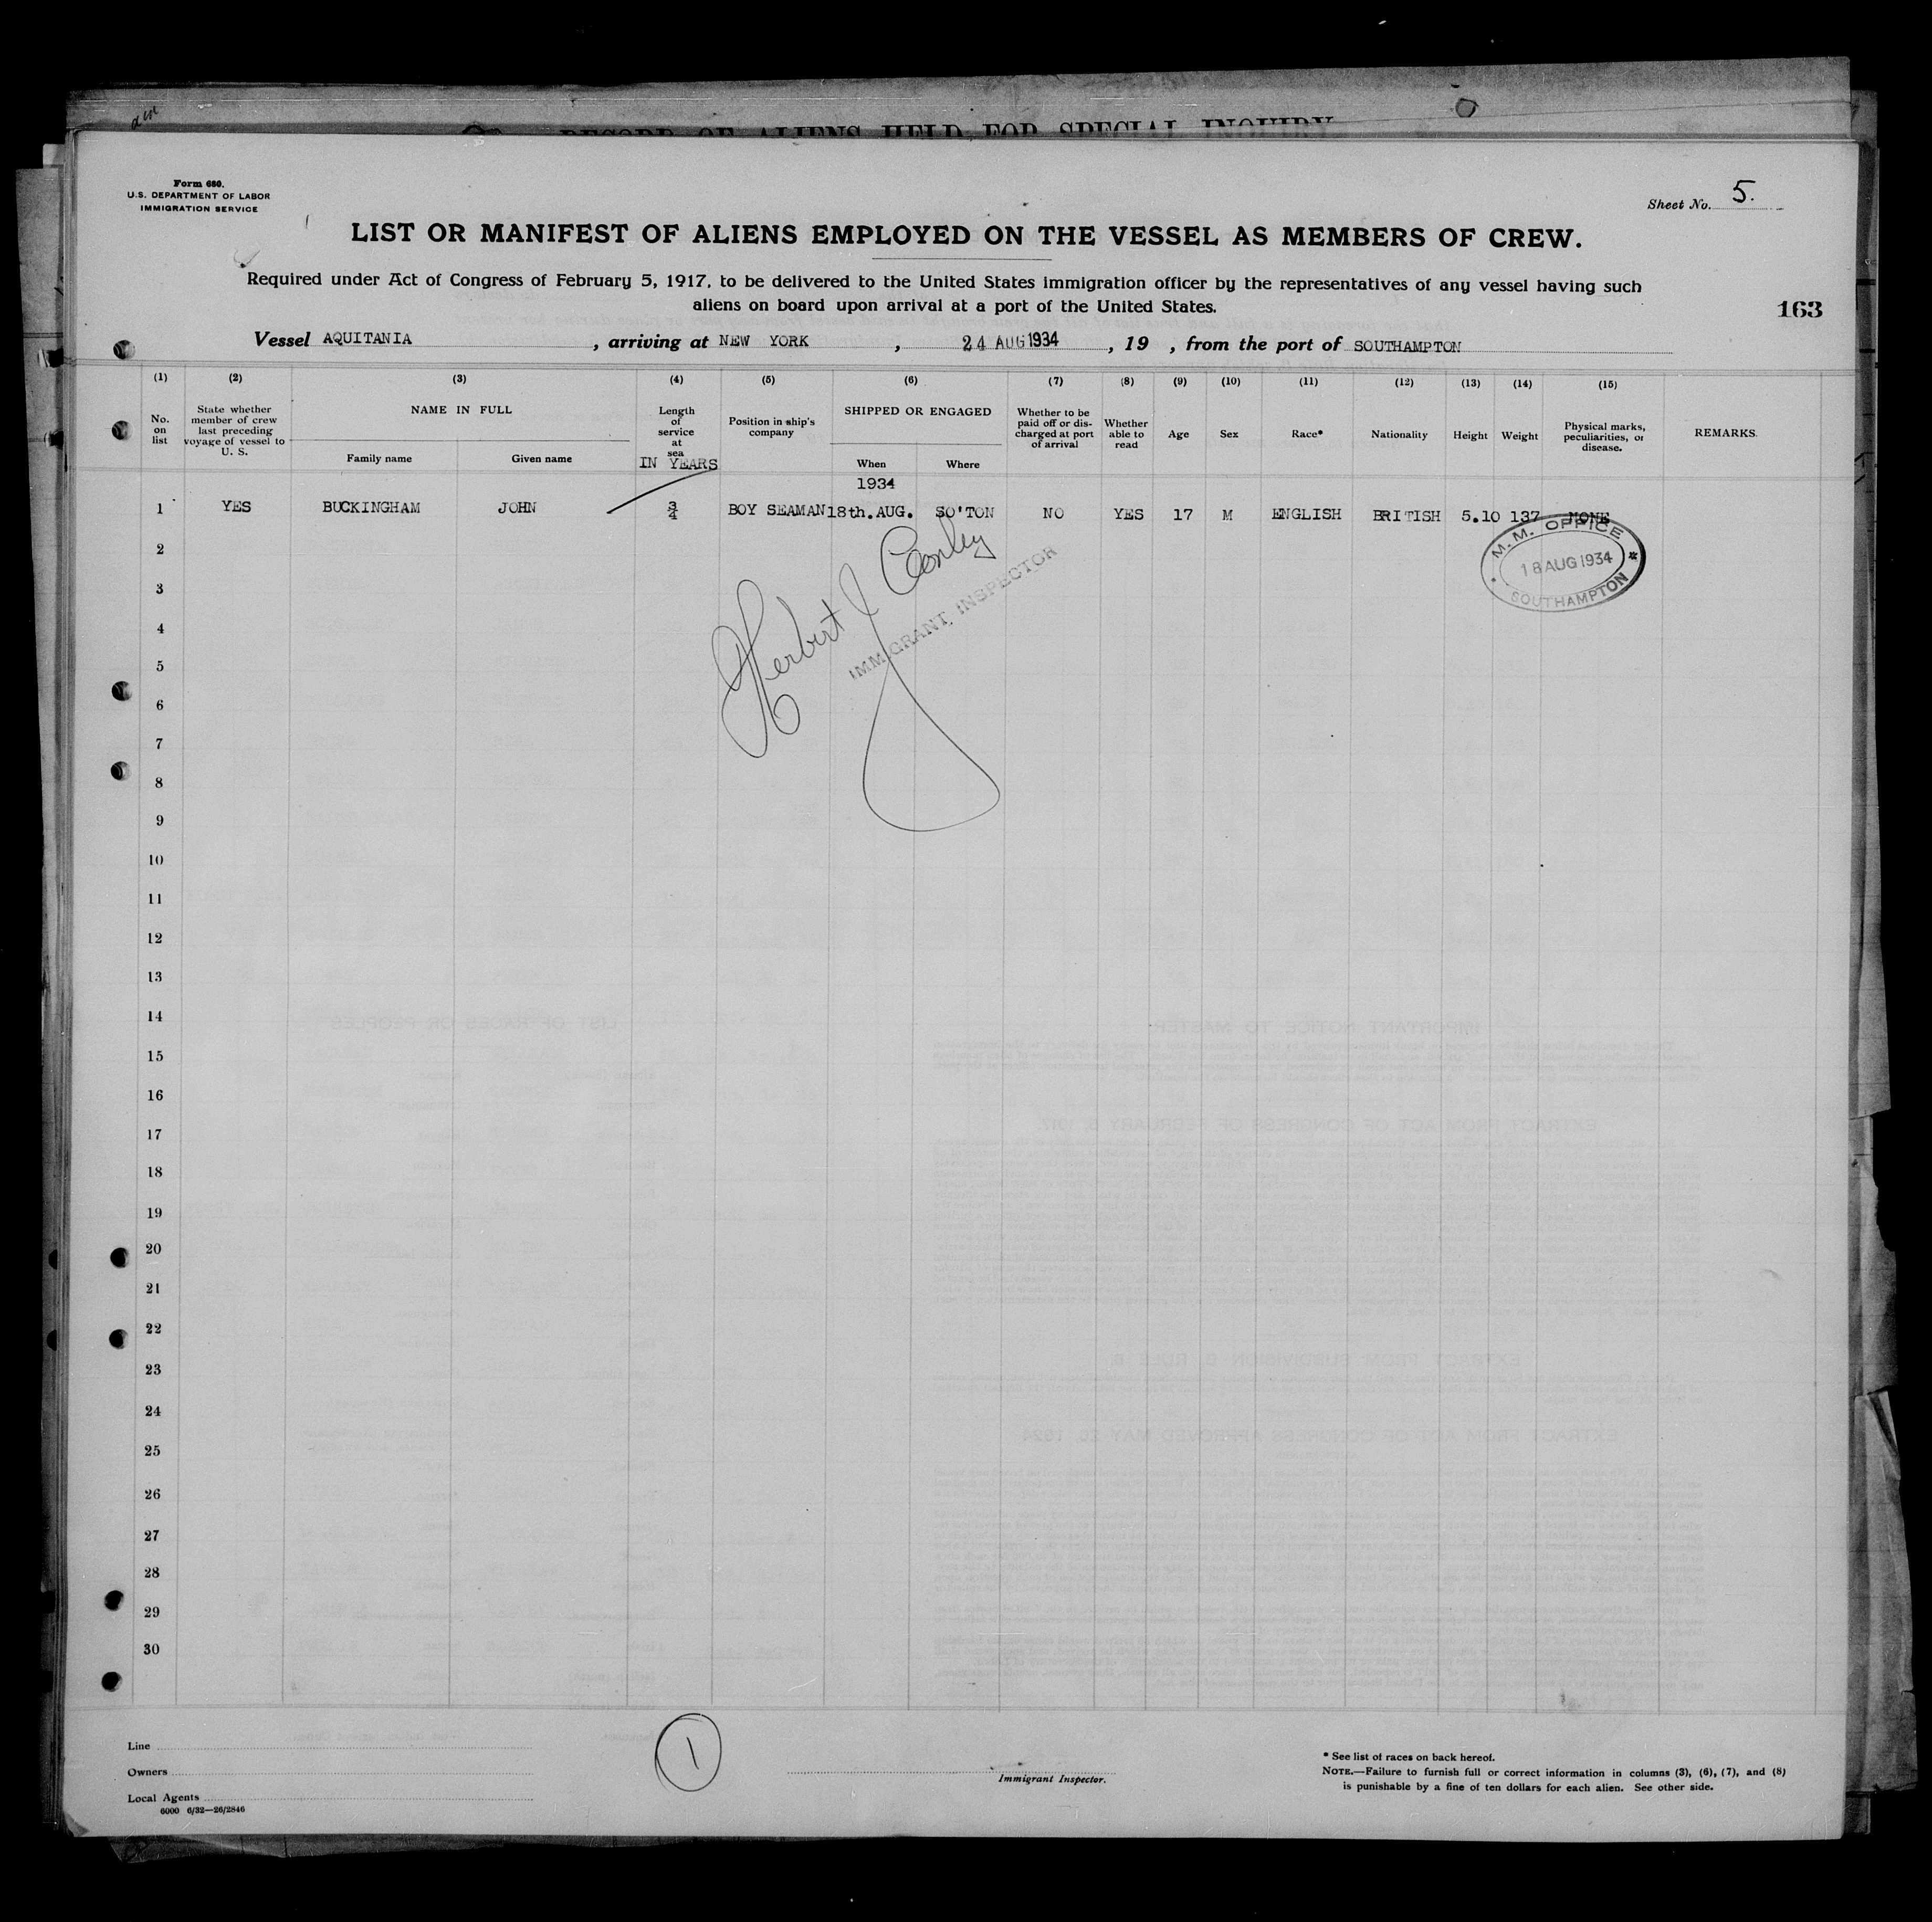 RECORD OF ALIENS HELD FOR SPECIAL INQUIRY
Form 680.
U.S. DEPARTMENT OF LABOR
IMMIGRATION SERVICE
Sheet No. 5.
LIST OR MANIFEST OF ALIENS EMPLOYED ON THE VESSEL AS MEMBERS OF CREW.
Required under Act of Congress of February 5, 1917, to be delivered to the United States immigration officer by the representatives of any vessel having such
aliens on board upon arrival at a port of the United States.
163
Vessel AQUITANIA, arriving at NEW YORK, 24 AUG 1934, 19 , from the port of SOUTHAMPTON
(1) (2) (3) (4) (5) (6) (7) (8) (9) (10) (11) (12) (13) (14) (15)
No. on list
State whether member of crew last preceding voyage of vessel to U. S.
NAME IN FULL
Family name Given name
Length of service at sea
IN YEARS
Position in ship's company
SHIPPED OR ENGAGED
When Where
Whether to be paid off or discharged at port of arrival
Whether able to read
Age
Sex
Race*
Nationality
Height
Weight
Physical marks, peculiarities, or disease.
REMARKS.
1934
1 YES BUCKINGHAM JOHN 3/4 BOY SEAMAN 18th.AUG. SO'TON NO YES 17 M ENGLISH BRITISH 5.10 137 NONE
M.M. OFFICE
18 AUG 1934
SOUTHAMPTON
Herbert J
IMMIGRANT INSPECTOR
2
3
4
5
6
7
8
9
10
11
12
13
14
15
16
17
18
19
20
21
22
23
24
25
26
27
28
29
30
Line
Owners
Local Agents
6000 6/32—26/2846
1
Immigrant Inspector.
* See list of races on back hereof.
NOTE.—Failure to furnish full or correct information in columns (3), (6), (7), and (8)
is punishable by a fine of ten dollars for each alien. See other side.